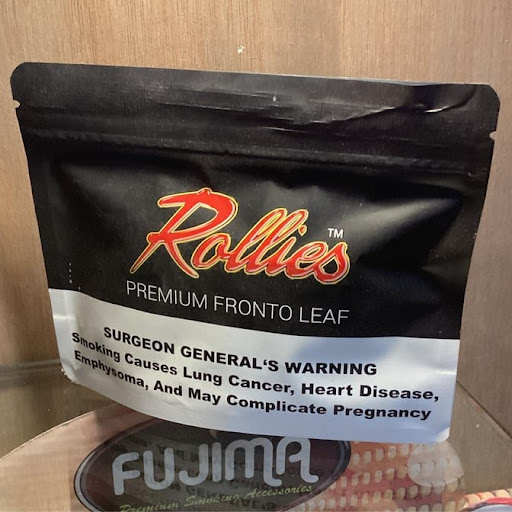 Rollies™
PREMIUM FRONTO LEAF
SURGEON GENERAL'S WARNING
Smoking Causes Lung Cancer, Heart Disease,
Emphysoma, And May Complicate Pregnancy
FUJIMA
Premium Smoking Accessories